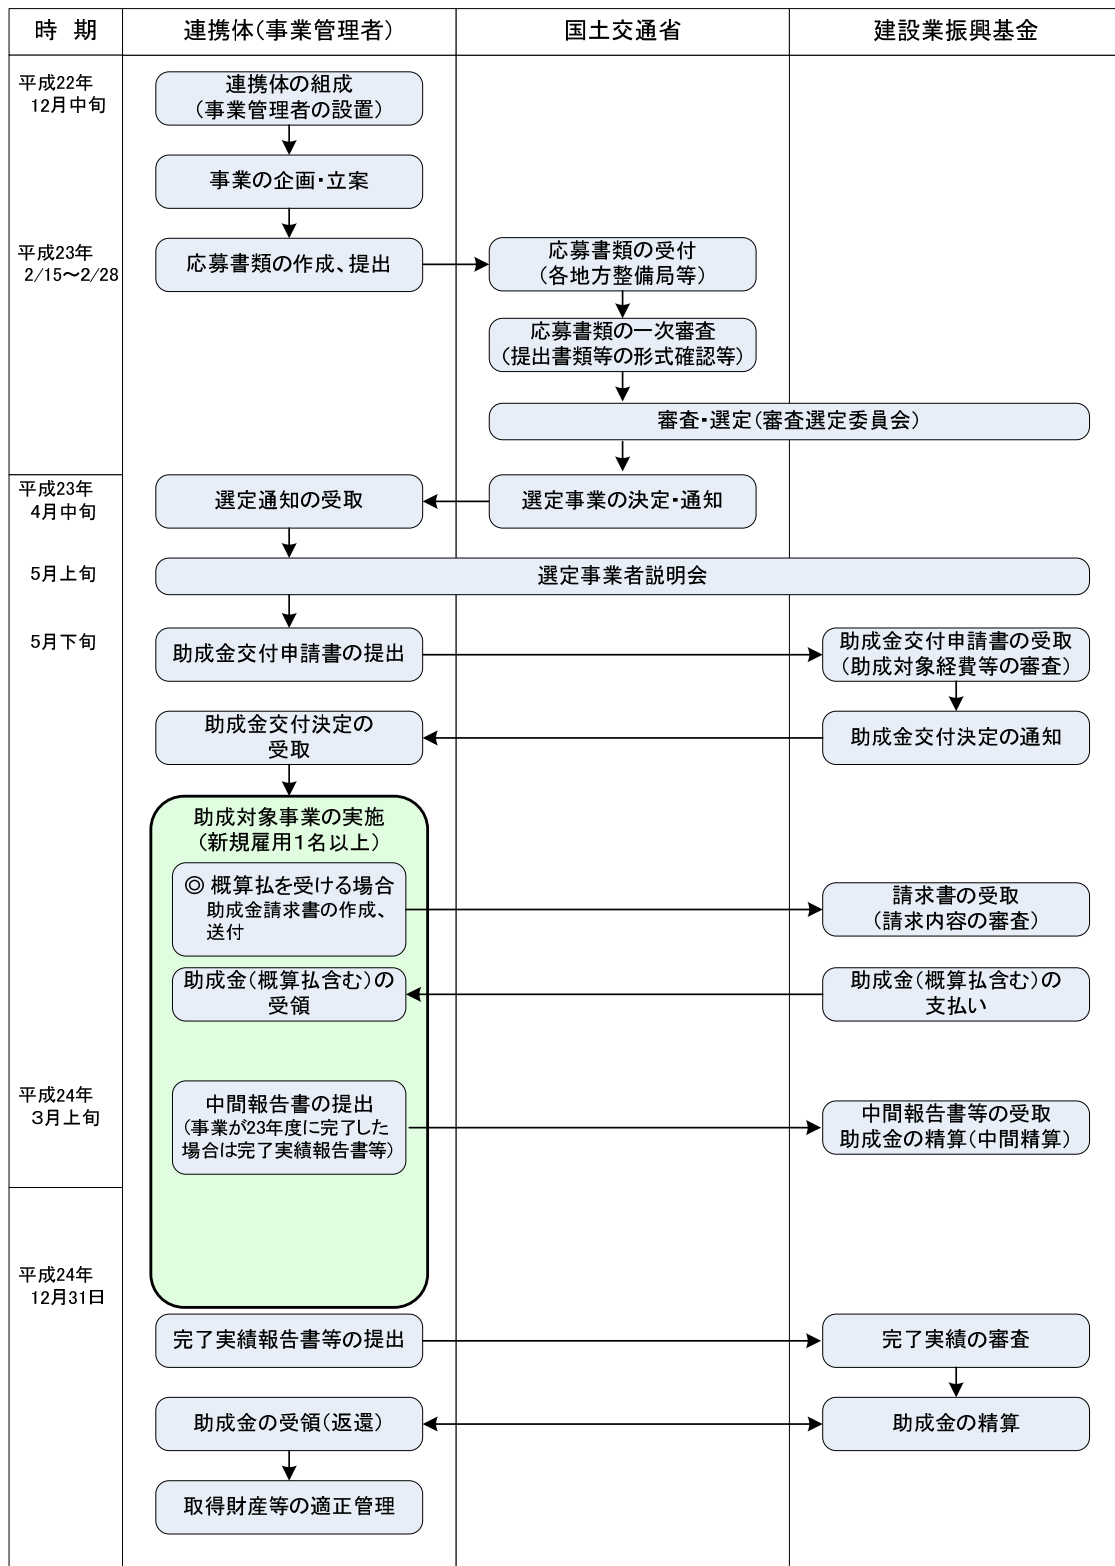 時 期
連携体(事業管理者)
国土交通省
建設業振興基金
平成22年
12月中旬
連携体の組成
(事業管理者の設置)
事業の企画・立案
平成23年
2/15～2/28
応募書類の作成、提出
応募書類の受付
(各地方整備局等)
応募書類の一次審査
(提出書類等の形式確認等)
審査・選定(審査選定委員会)
平成23年
4月中旬
選定通知の受取
選定事業の決定・通知
5月上旬
選定事業者説明会
5月下旬
助成金交付申請書の提出
助成金交付申請書の受取
(助成対象経費等の審査)
助成金交付決定の
受取
助成金交付決定の通知
助成対象事業の実施
(新規雇用1名以上)
◎ 概算払を受ける場合
助成金請求書の作成、
送付
請求書の受取
(請求内容の審査)
助成金(概算払含む)の
受領
助成金(概算払含む)の
支払い
平成24年
3月上旬
中間報告書の提出
(事業が23年度に完了した
場合は完了実績報告書等)
中間報告書等の受取
助成金の精算(中間精算)
平成24年
12月31日
完了実績報告書等の提出
完了実績の審査
助成金の受領(返還)
助成金の精算
取得財産等の適正管理